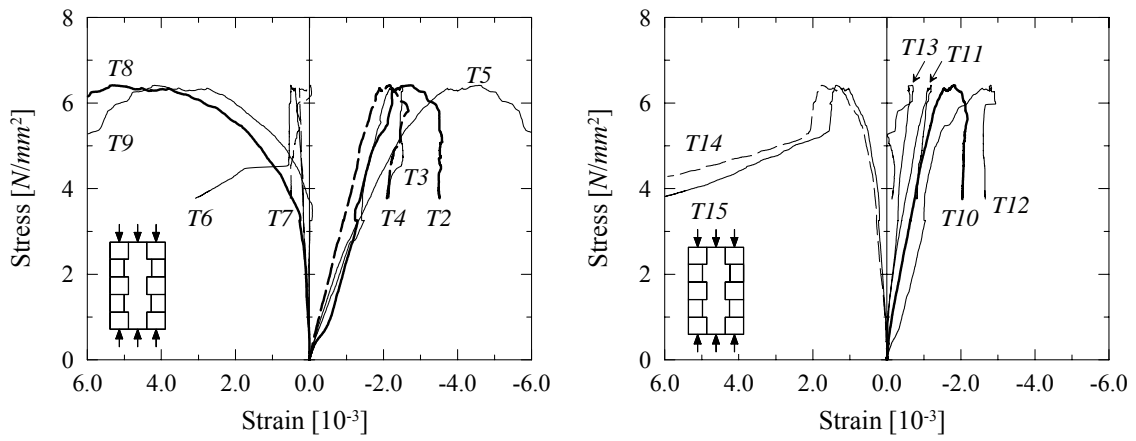 8
6
4
2
0
Stress [N/mm²]
T8
T9
T6
T7
T5
T3
T4
T2
6.0 4.0 2.0 0.0 -2.0 -4.0 -6.0
Strain [10⁻³]
8
6
4
2
0
Stress [N/mm²]
T13 T11
T14
T15
T10
T12
6.0 4.0 2.0 0.0 -2.0 -4.0 -6.0
Strain [10⁻³]